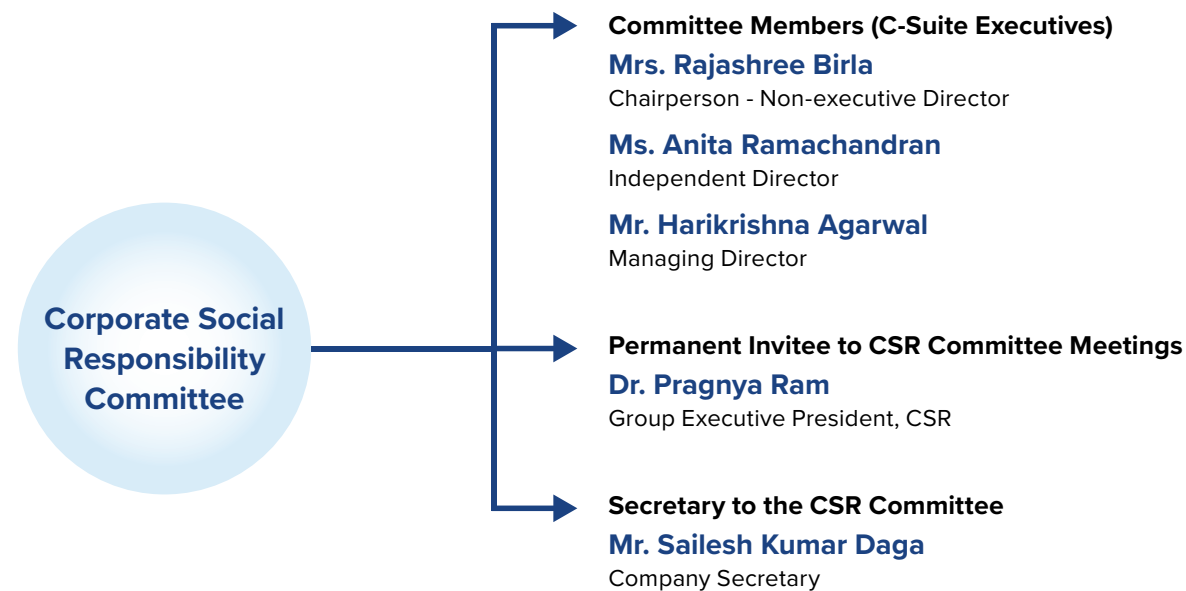 Corporate Social
Responsibility
Committee
Committee Members (C-Suite Executives)
Mrs. Rajashree Birla
Chairperson - Non-executive Director
Ms. Anita Ramachandran
Independent Director
Mr. Harikrishna Agarwal
Managing Director
Permanent Invitee to CSR Committee Meetings
Dr. Pragnya Ram
Group Executive President, CSR
Secretary to the CSR Committee
Mr. Sailesh Kumar Daga
Company Secretary